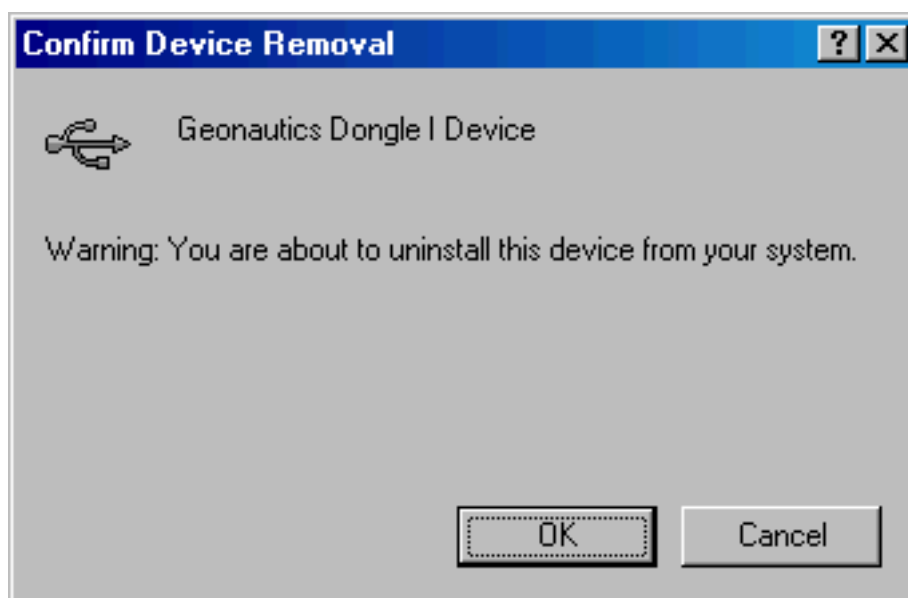 Confirm Device Removal
Geonautics Dongle I Device
Warning: You are about to uninstall this device from your system.
OK
Cancel